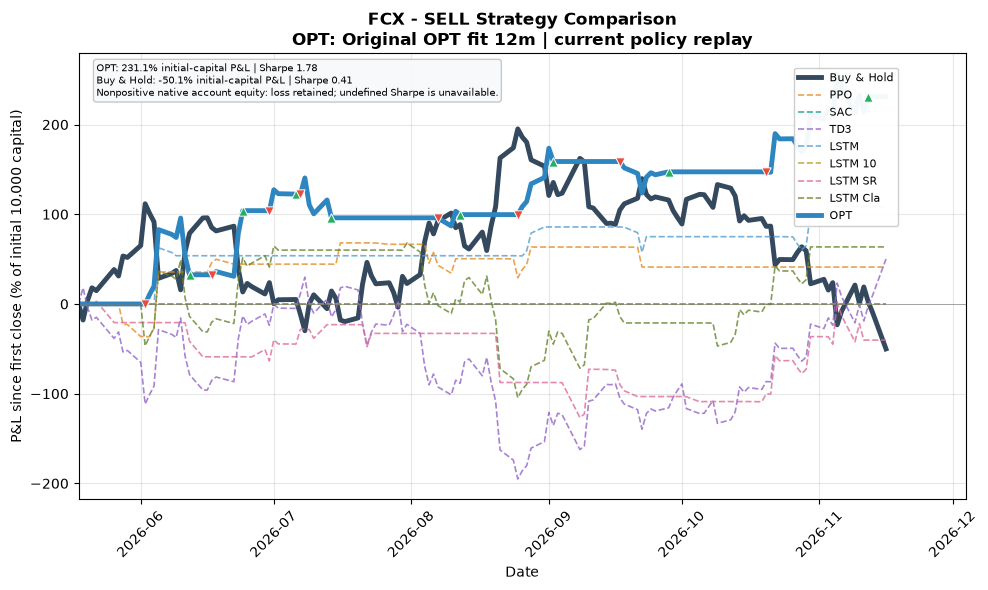 FCX - SELL Strategy Comparison
OPT: Original OPT fit 12m | current policy replay
OPT: 231.1% initial-capital P&L | Sharpe 1.78
Buy & Hold: -50.1% initial-capital P&L | Sharpe 0.41
Nonpositive native account equity: loss retained; undefined Sharpe is unavailable.
Buy & Hold
PPO
SAC
TD3
LSTM
LSTM 10
LSTM SR
LSTM Cla
OPT
P&L since first close (% of initial 10,000 capital)
200
100
0
−100
−200
2026-06
2026-07
2026-08
2026-09
2026-10
2026-11
2026-12
Date